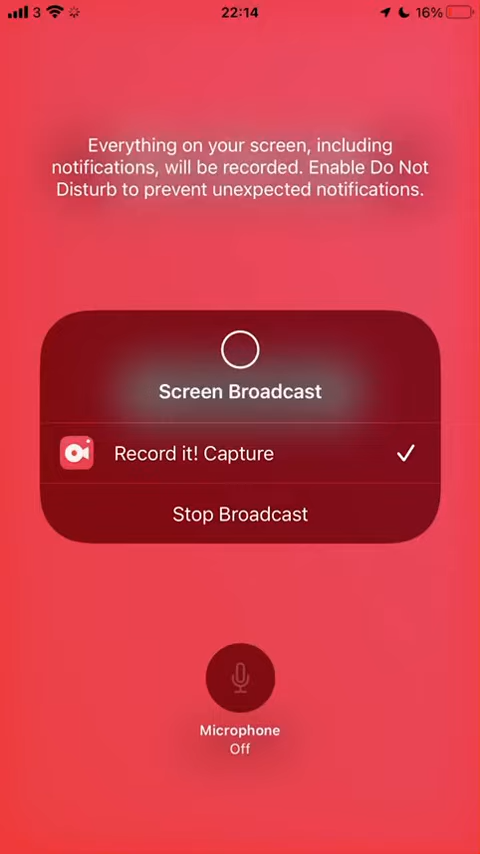 3 22:14 16%
Everything on your screen, including
notifications, will be recorded. Enable Do Not
Disturb to prevent unexpected notifications.
Screen Broadcast
Record it! Capture
Stop Broadcast
Microphone
Off